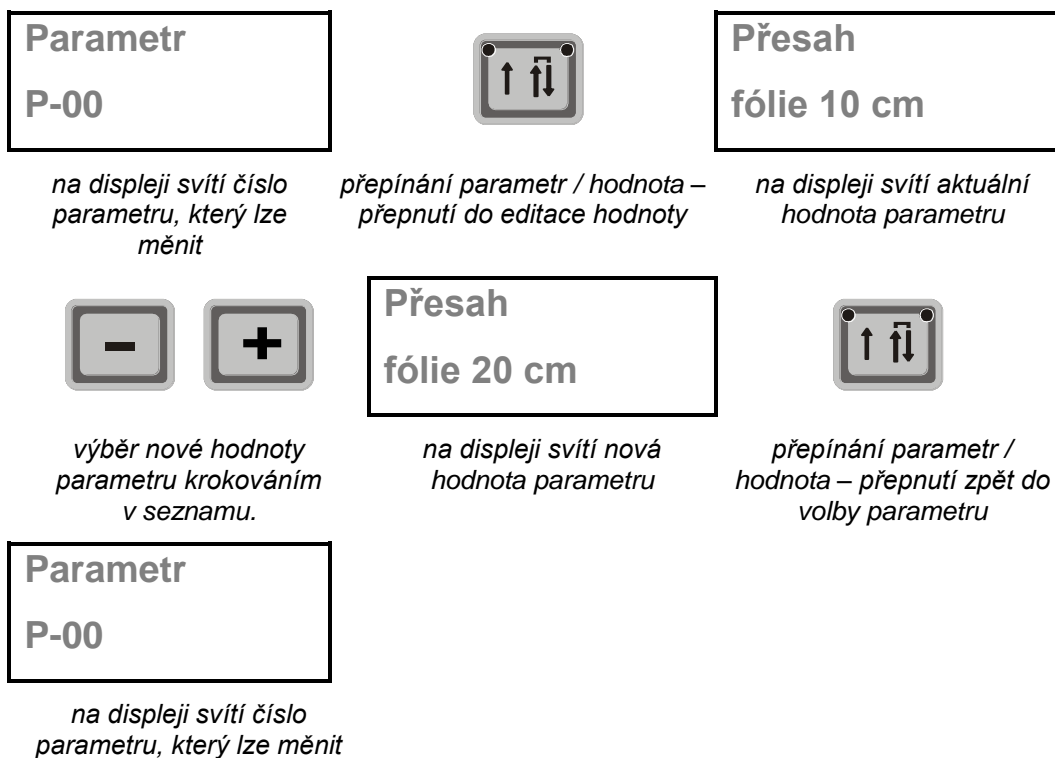 Parametr
P-00
Přesah
fólie 10 cm
na displeji svítí číslo
parametru, který lze
měnit
přepínání parametr / hodnota –
přepnutí do editace hodnoty
na displeji svítí aktuální
hodnota parametru
-
+
Přesah
fólie 20 cm
výběr nové hodnoty
parametru krokováním
v seznamu.
na displeji svítí nová
hodnota parametru
přepínání parametr /
hodnota – přepnutí zpět do
volby parametru
Parametr
P-00
na displeji svítí číslo
parametru, který lze měnit